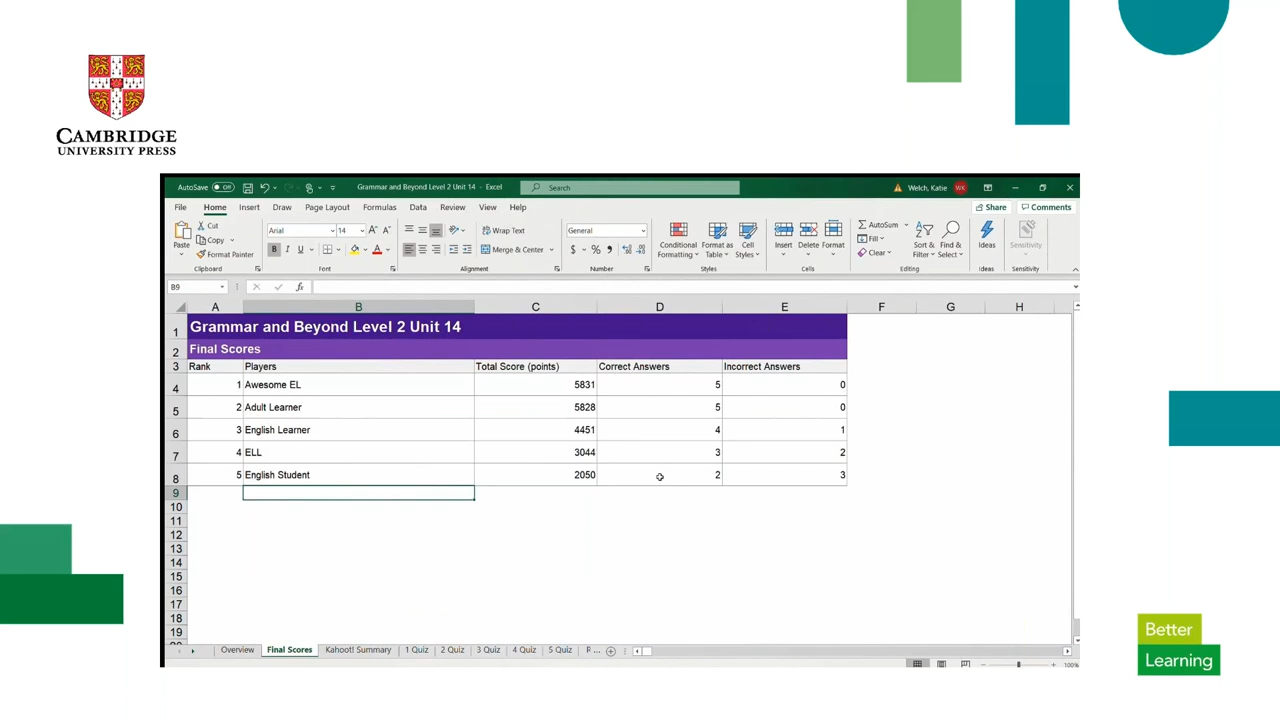 CAMBRIDGE
UNIVERSITY PRESS
AutoSave Off Grammar and Beyond Level 2 Unit 14 - Excel Search Welch, Katie WK
File Home Insert Draw Page Layout Formulas Data Review View Help Share Comments
Cut
Copy
Format Painter
Paste
Clipboard
Arial 14
B I U
Font
Wrap Text
Merge & Center
Alignment
General
$ % ,
Number
Conditional Formatting
Format as Table
Cell Styles
Styles
Insert Delete Format
Cells
AutoSum
Fill
Clear
Sort & Filter
Find & Select
Editing
Ideas
Ideas
Sensitivity
Sensitivity
B9 fx
A B C D E F G H
1 Grammar and Beyond Level 2 Unit 14
2 Final Scores
3 Rank Players Total Score (points) Correct Answers Incorrect Answers
4 1 Awesome EL 5831 5 0
5 2 Adult Learner 5828 5 0
6 3 English Learner 4451 4 1
7 4 ELL 3044 3 2
8 5 English Student 2050 2 3
9
10
11
12
13
14
15
16
17
18
19
Overview Final Scores Kahoot! Summary 1 Quiz 2 Quiz 3 Quiz 4 Quiz 5 Quiz R ...
100%
Better
Learning